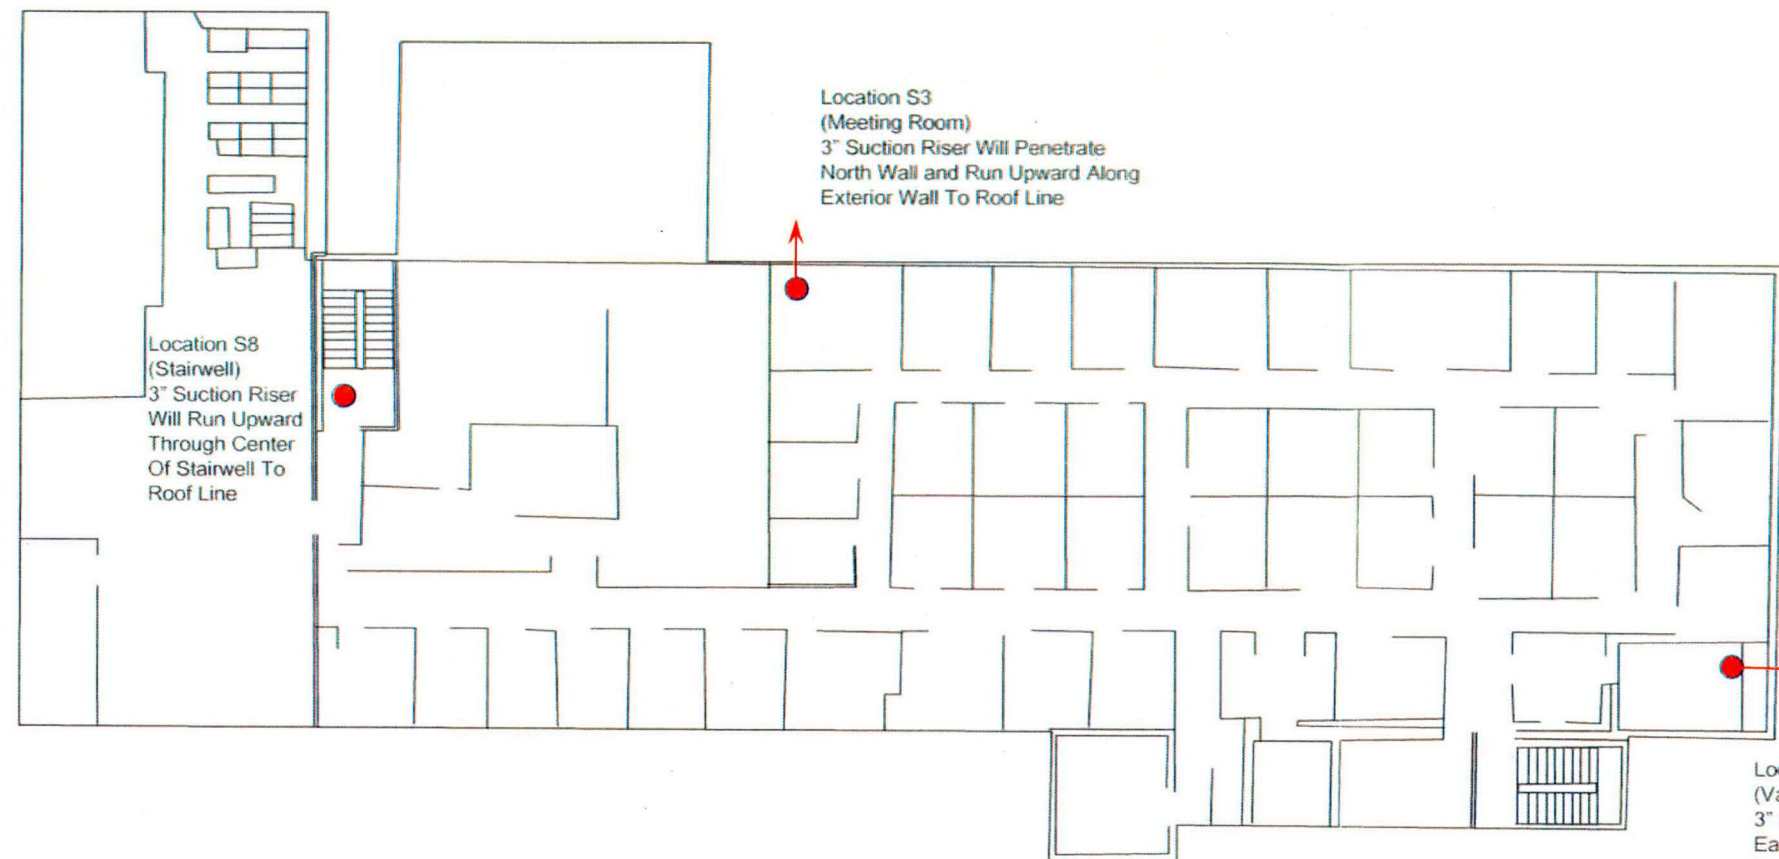 Location S3
(Meeting Room)
3" Suction Riser Will Penetrate
North Wall and Run Upward Along
Exterior Wall To Roof Line
Location S8
(Stairwell)
3" Suction Riser
Will Run Upward
Through Center
Of Stairwell To
Roof Line
3"